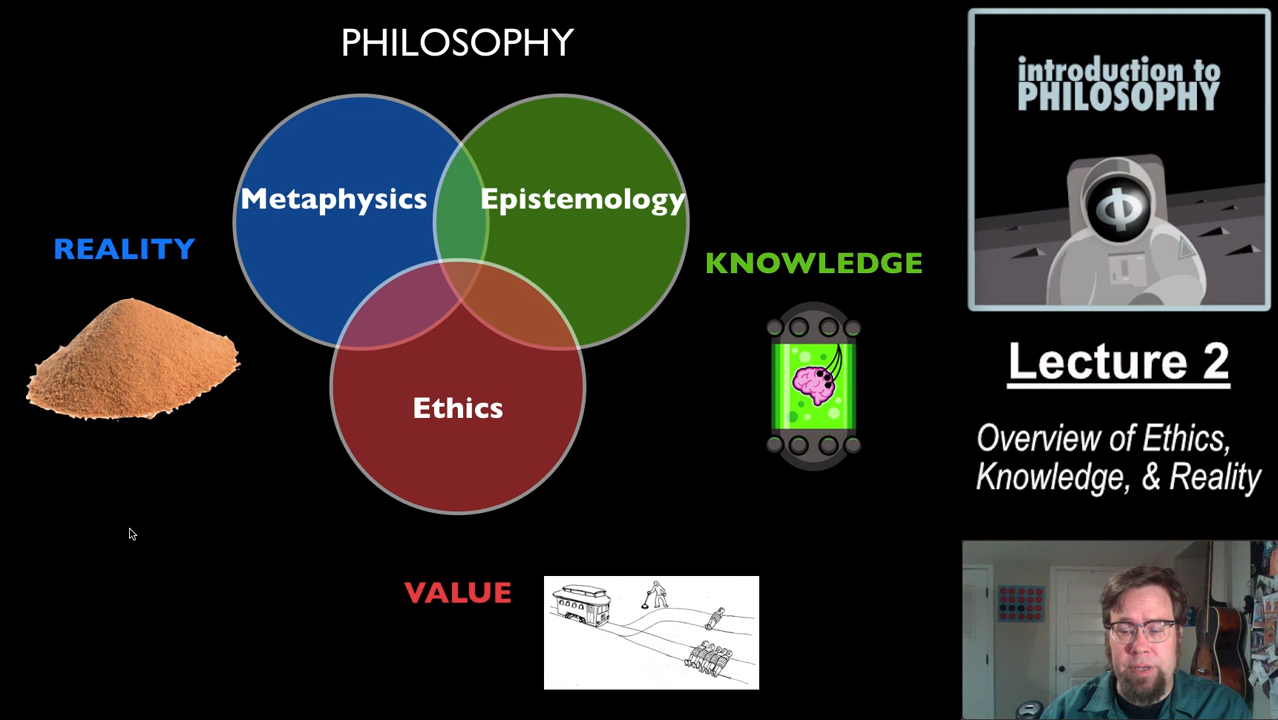 PHILOSOPHY
Metaphysics
Epistemology
REALITY
KNOWLEDGE
Ethics
VALUE
introduction to
PHILOSOPHY
Φ
Lecture 2
Overview of Ethics,
Knowledge, & Reality